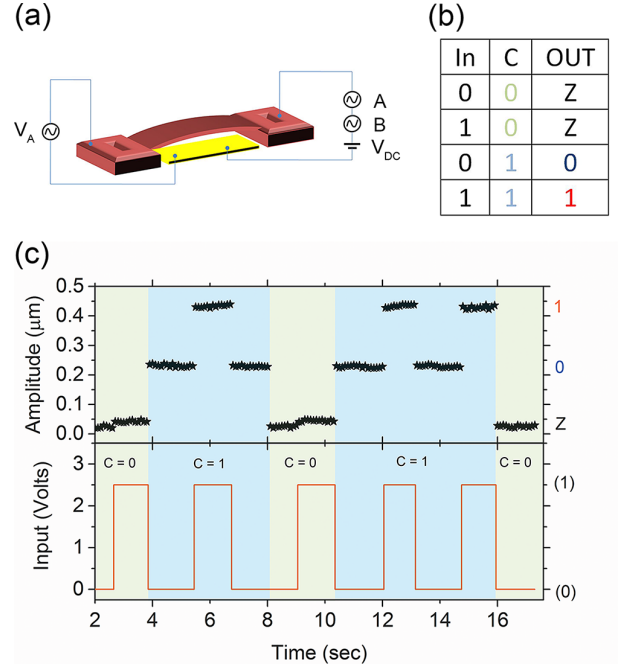 (a)
V_A
A
B
V_DC
(b)
In C OUT
0 0 Z
1 0 Z
0 1 0
1 1 1
(c)
Amplitude (μm)
0.5
0.4
0.3
0.2
0.1
0.0
1
0
Z
Input (Volts)
3
2
1
0
C = 0 C = 1 C = 0 C = 1 C = 0
(1)
(0)
2 4 6 8 10 12 14 16
Time (sec)